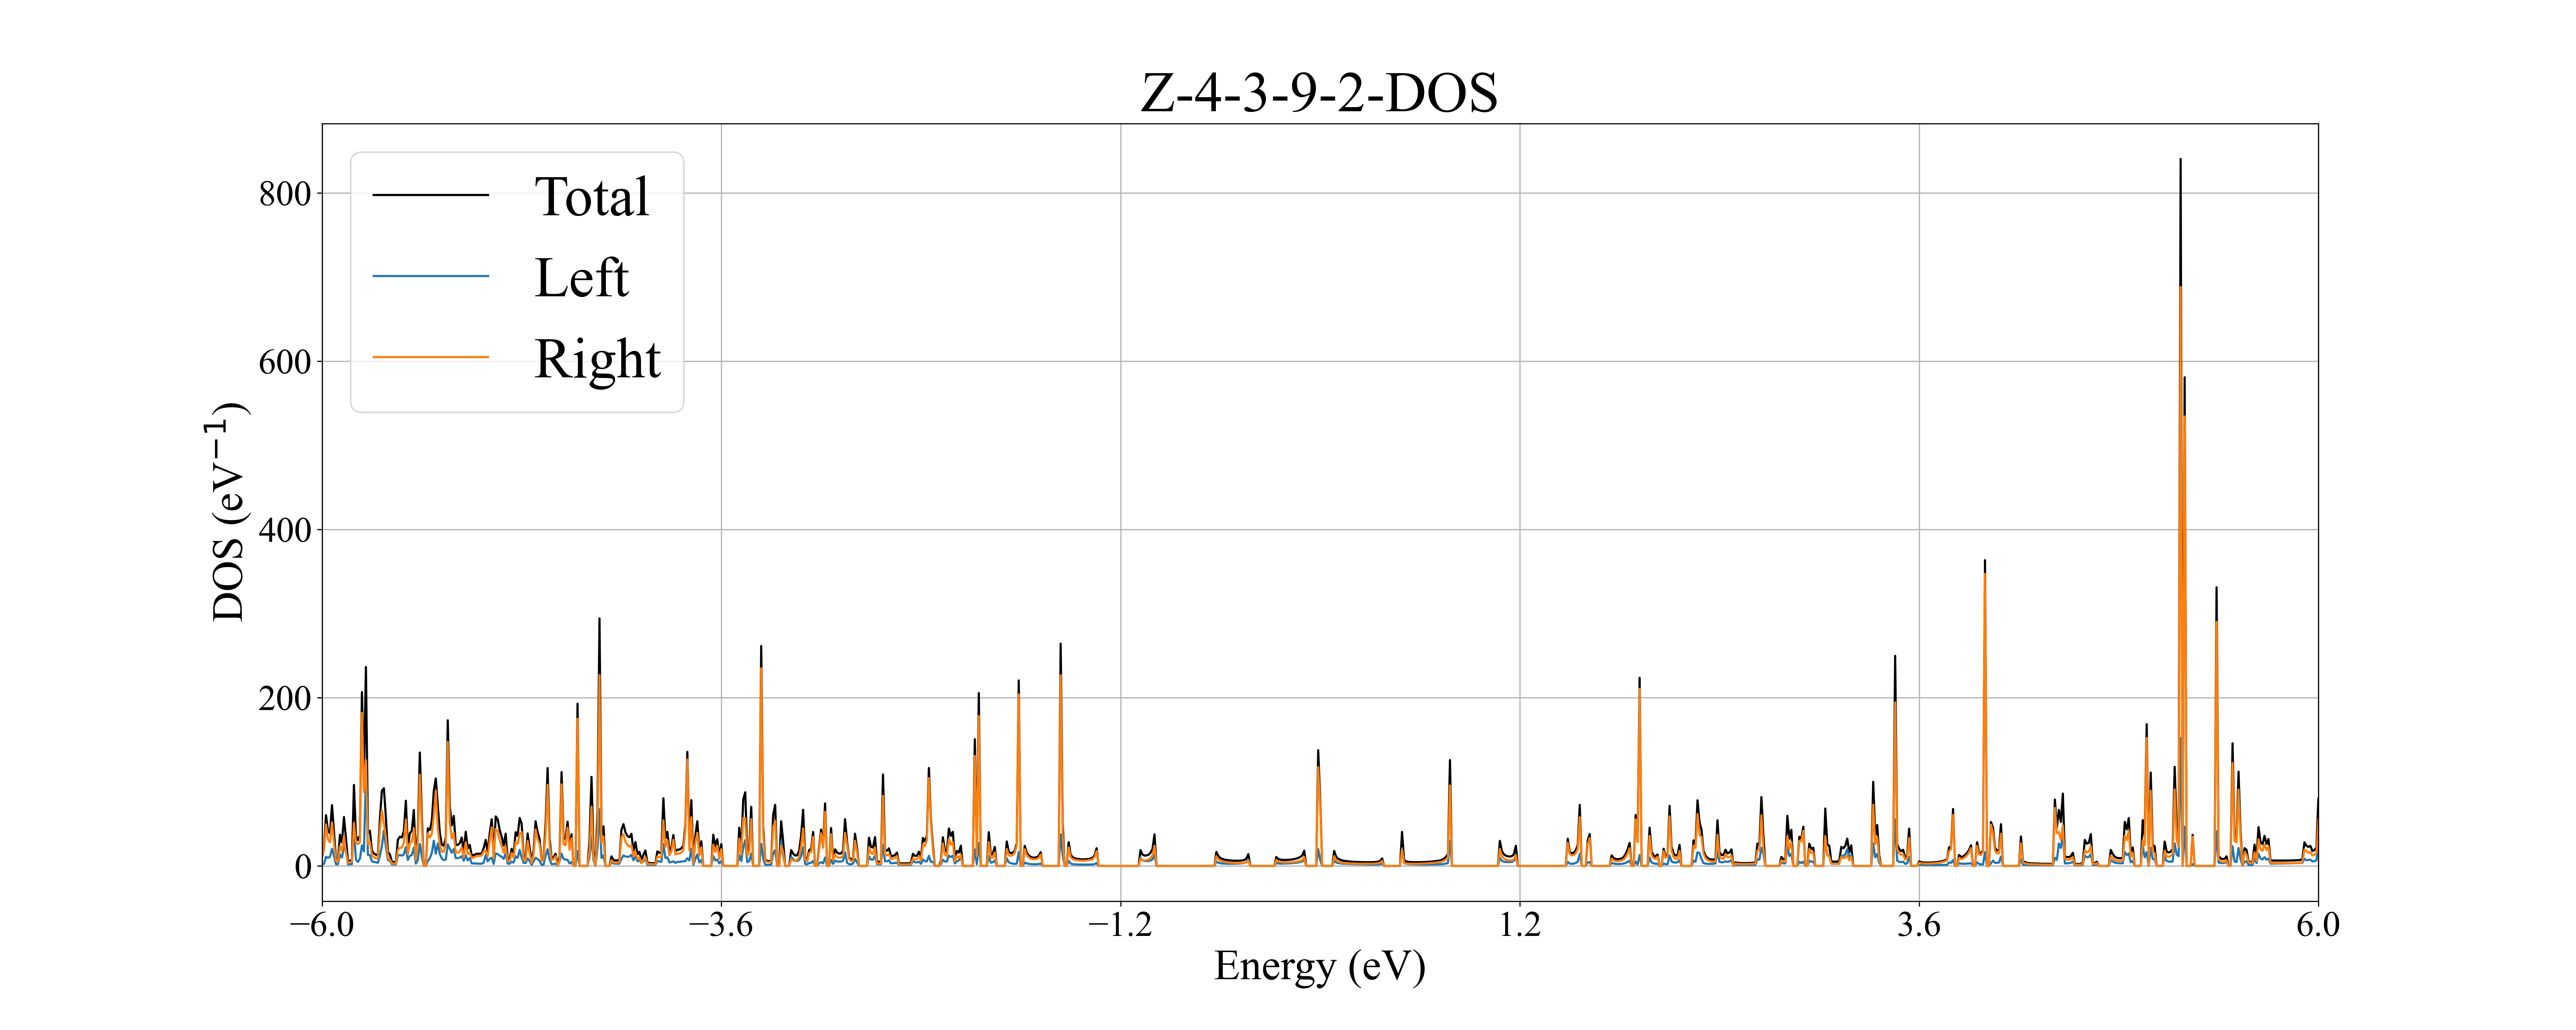 Z-4-3-9-2-DOS
Total
Left
Right
800
600
400
200
0
DOS (eV⁻¹)
−6.0
−3.6
−1.2
1.2
3.6
6.0
Energy (eV)